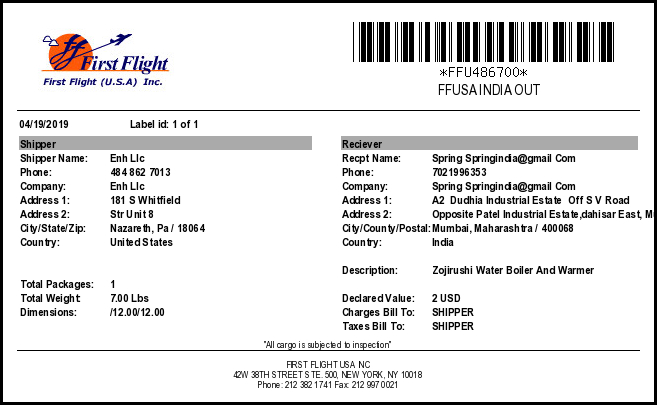 First Flight
First Flight (U.S.A) Inc.
*FFU486700*
FFUSA INDIA OUT
04/19/2019 Label id: 1 of 1
Shipper Reciever
Shipper Name: Enh Llc Recpt Name: Spring Springindia@gmail Com
Phone: 484 862 7013 Phone: 7021996353
Company: Enh Llc Company: Spring Springindia@gmail Com
Address 1: 181 S Whitfield Address 1: A2 Dudhia Industrial Estate Off S V Road
Address 2: Str Unit 8 Address 2: Opposite Patel Industrial Estate,dahisar East, M
City/State/Zip: Nazareth, Pa / 18064 City/County/Postal: Mumbai, Maharashtra / 400068
Country: United States Country: India
Description: Zojirushi Water Boiler And Warmer
Total Packages: 1
Total Weight: 7.00 Lbs Declared Value: 2 USD
Dimensions: /12.00/12.00 Charges Bill To: SHIPPER
Taxes Bill To: SHIPPER
"All cargo is subjected to inspection"
FIRST FLIGHT USA INC
42W 38TH STREET STE. 500, NEW YORK, NY 10018
Phone: 212 382 1741 Fax: 212 997 0021